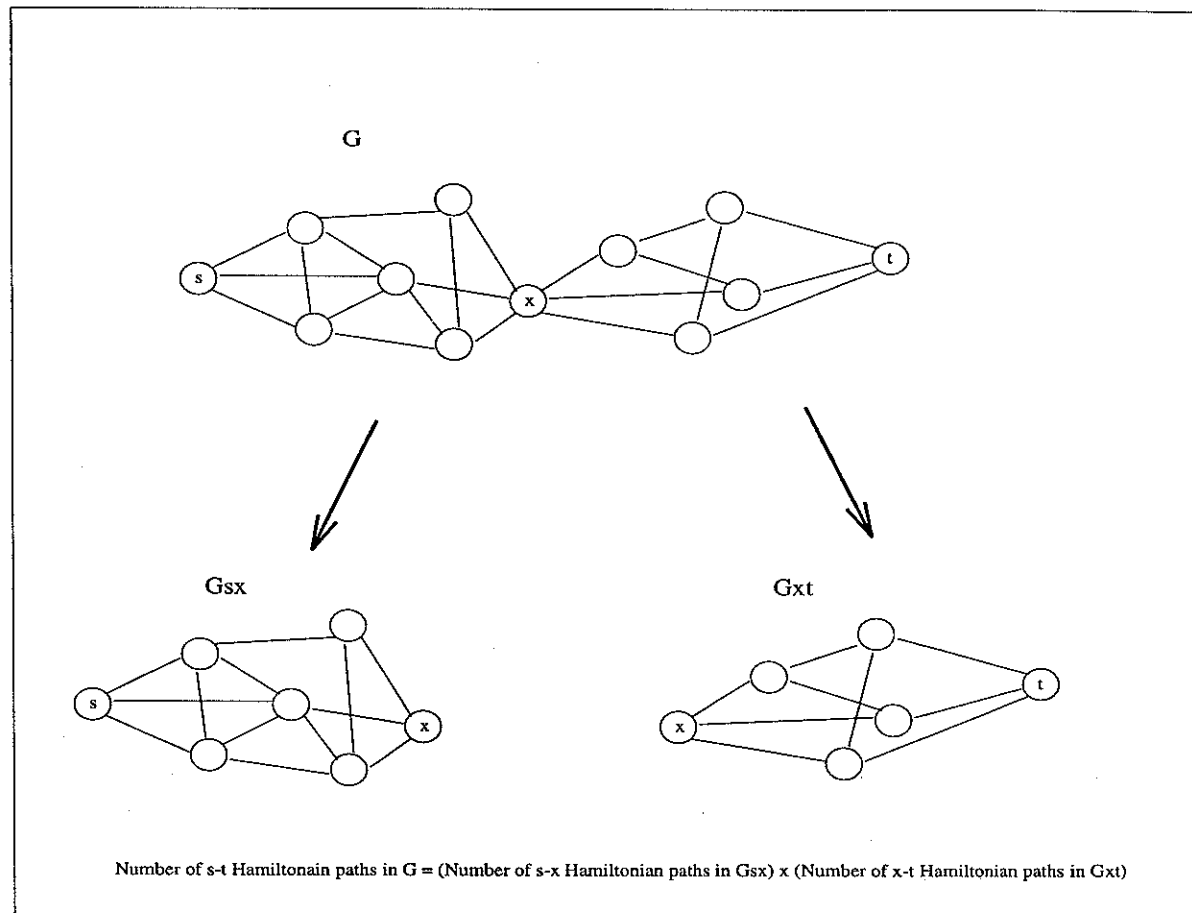 G
s
x
t
Gsx
Gxt
s
x
x
t
Number of s-t Hamiltonain paths in G = (Number of s-x Hamiltonian paths in Gsx) x (Number of x-t Hamiltonian paths in Gxt)